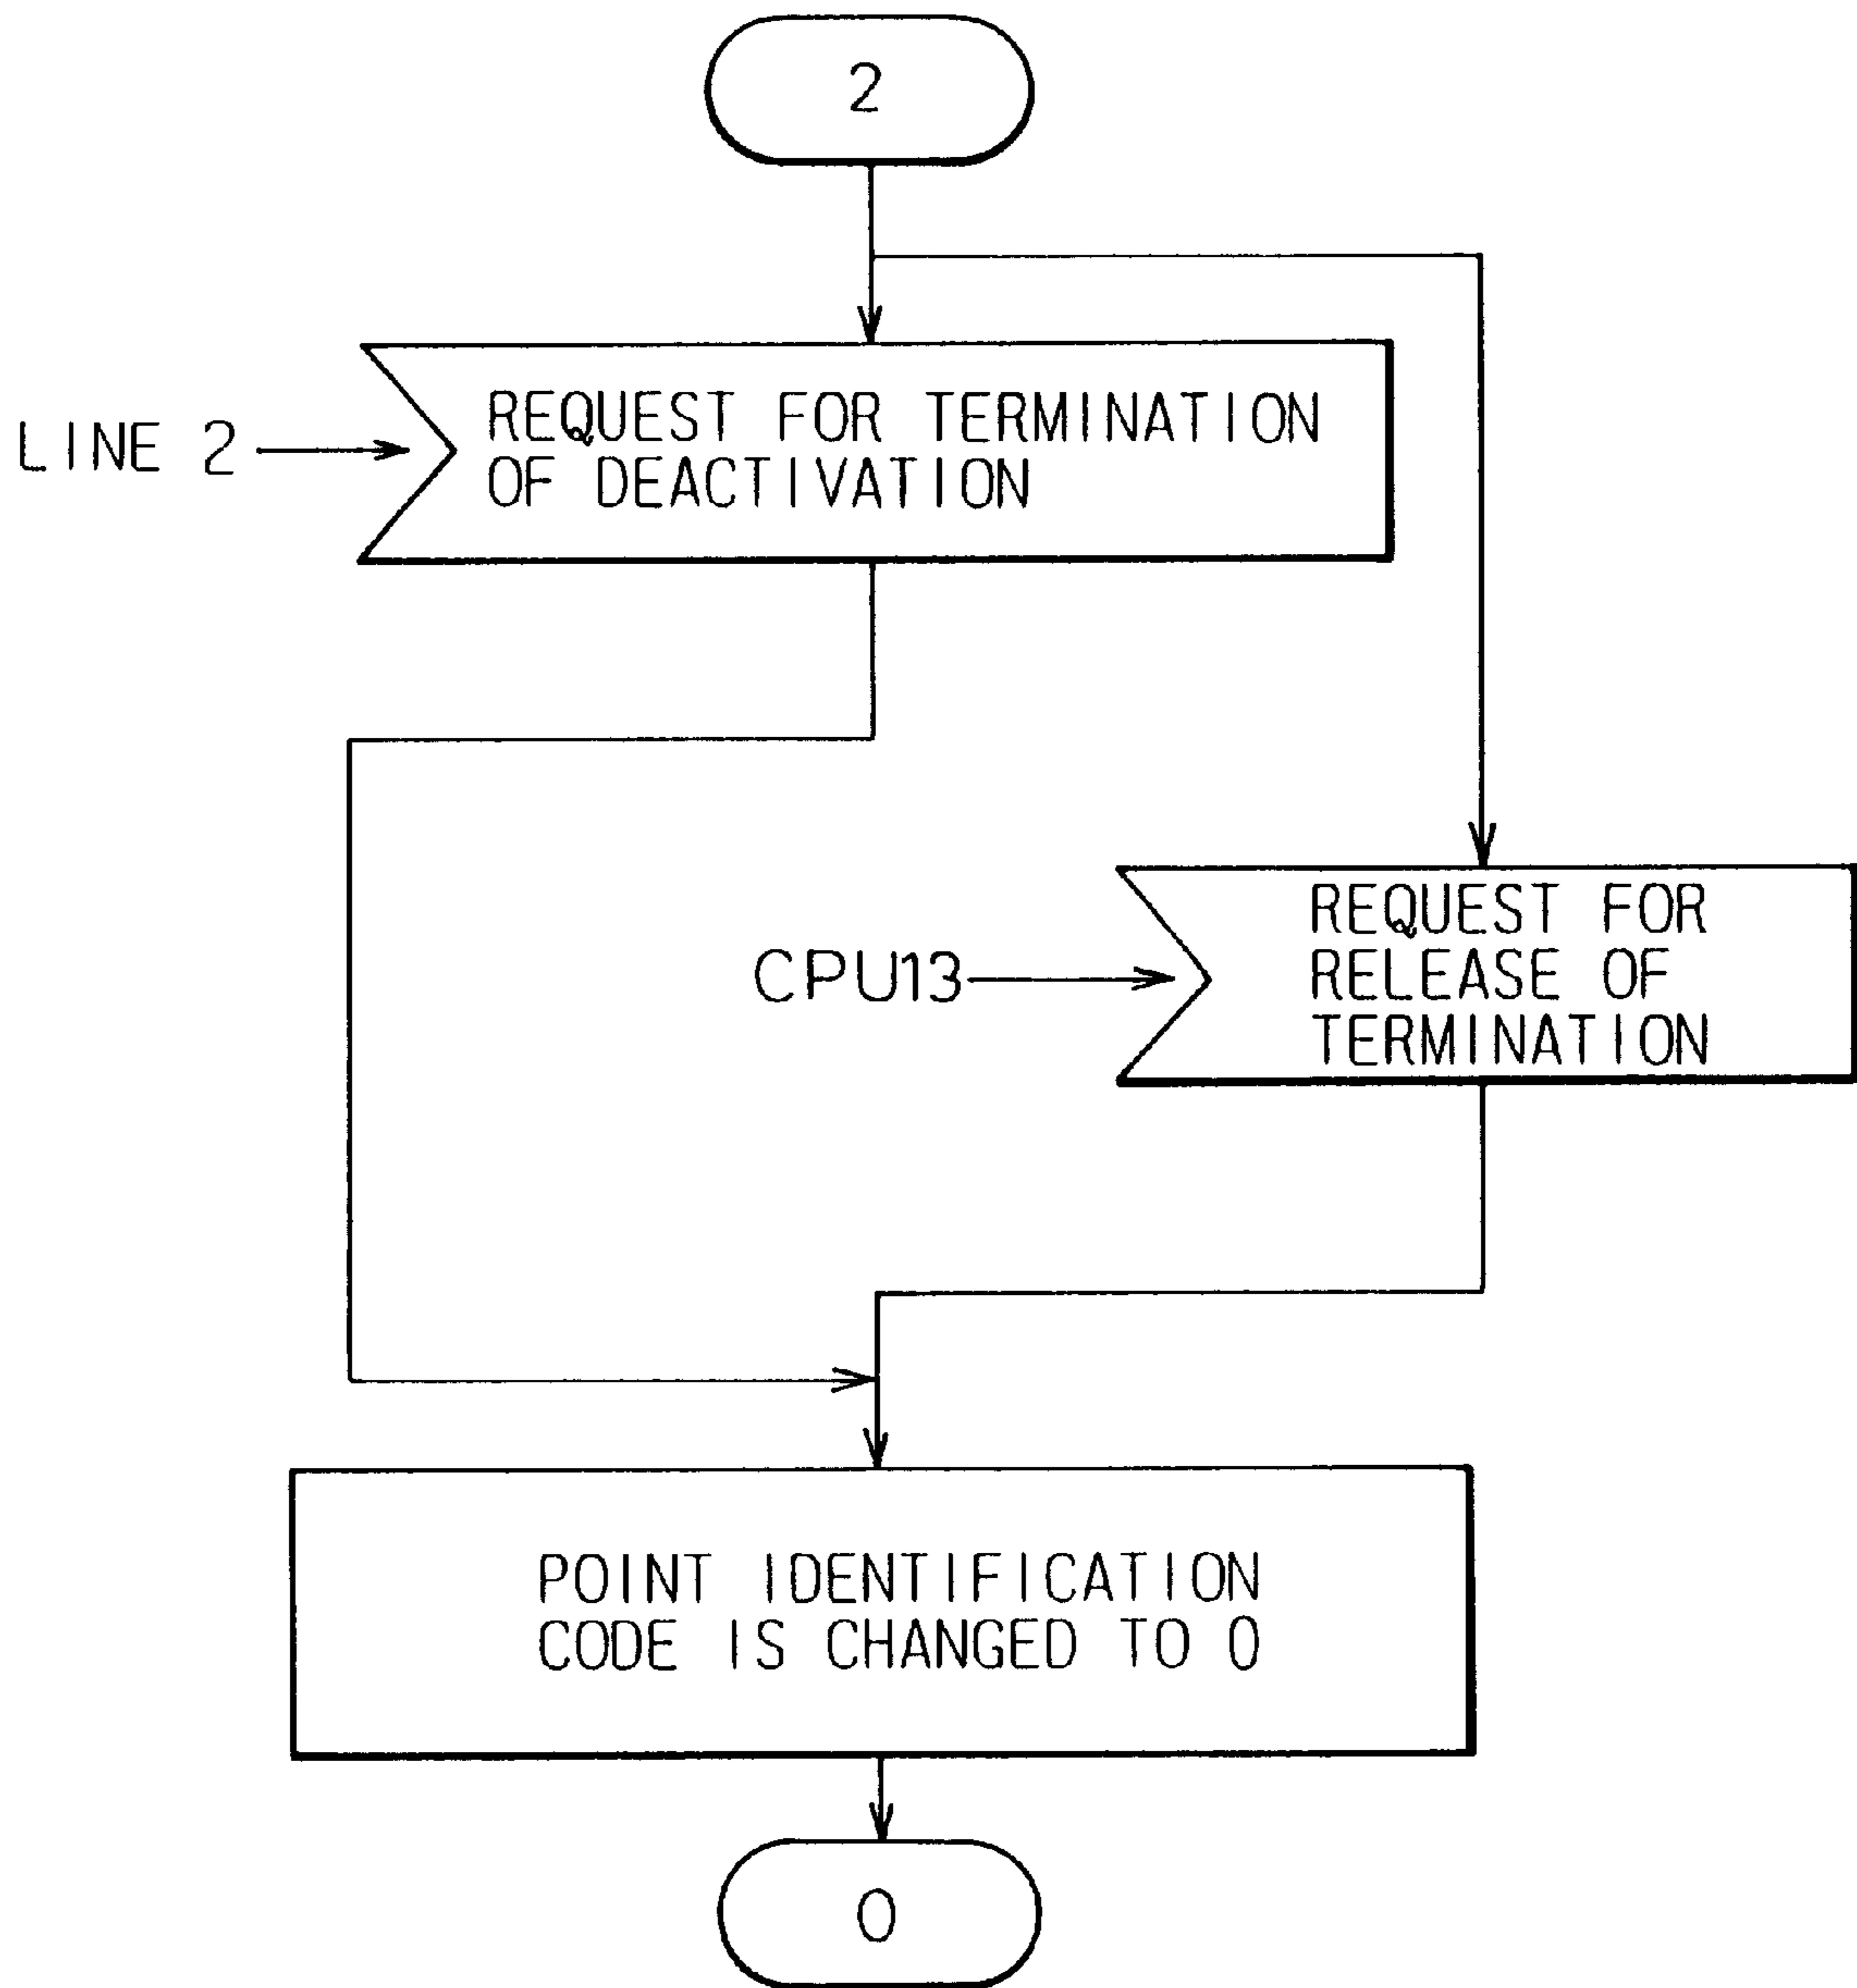 2
LINE 2
REQUEST FOR TERMINATION
OF DEACTIVATION
CPU13
REQUEST FOR
RELEASE OF
TERMINATION
POINT IDENTIFICATION
CODE IS CHANGED TO 0
0